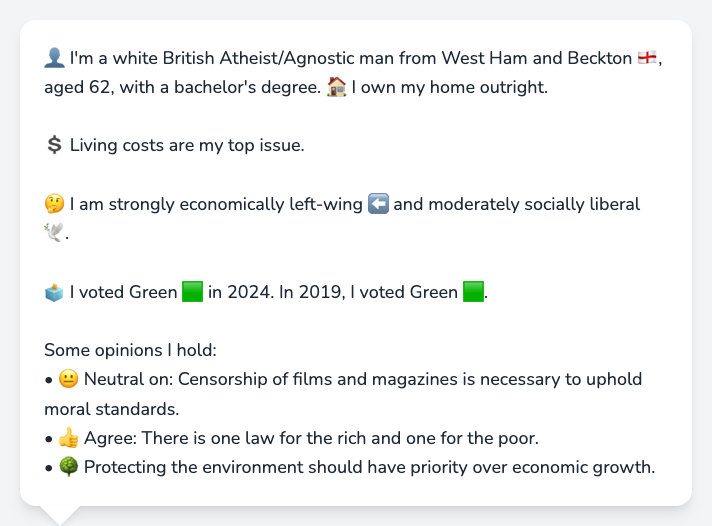 👤 I'm a white British Atheist/Agnostic man from West Ham and Beckton 🏴󠁧󠁢󠁥󠁮󠁧󠁿,
aged 62, with a bachelor's degree. 🏠 I own my home outright.
💲 Living costs are my top issue.
🤔 I am strongly economically left-wing ⬅️ and moderately socially liberal
🕊️.
🗳️ I voted Green 🟩 in 2024. In 2019, I voted Green 🟩.
Some opinions I hold:
• 😐 Neutral on: Censorship of films and magazines is necessary to uphold
moral standards.
• 👍 Agree: There is one law for the rich and one for the poor.
• 🌳 Protecting the environment should have priority over economic growth.